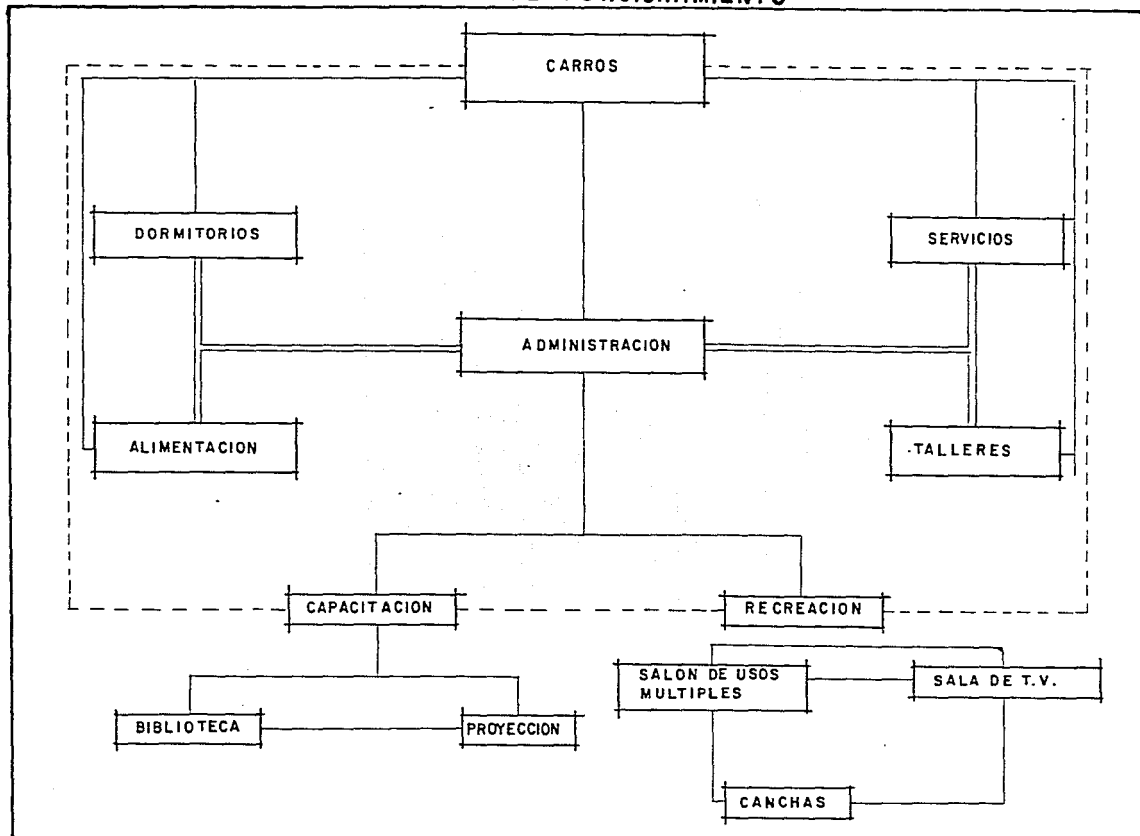 CARROS
DORMITORIOS
SERVICIOS
ADMINISTRACION
ALIMENTACION
TALLERES
CAPACITACION
RECREACION
SALON DE USOS
MULTIPLES
SALA DE T.V.
BIBLIOTECA
PROYECCION
CANCHAS